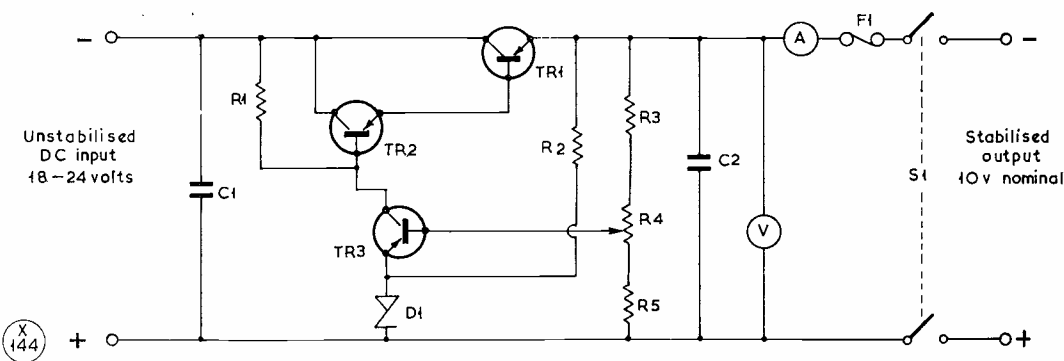 −
F1
A
−
TR1
R1
R3
Unstabilised
DC input
18–24 volts
TR2
R2
Stabilised
output
10v nominal
C1
C2
S1
R4
V
TR3
D1
R5
X
144
+
+